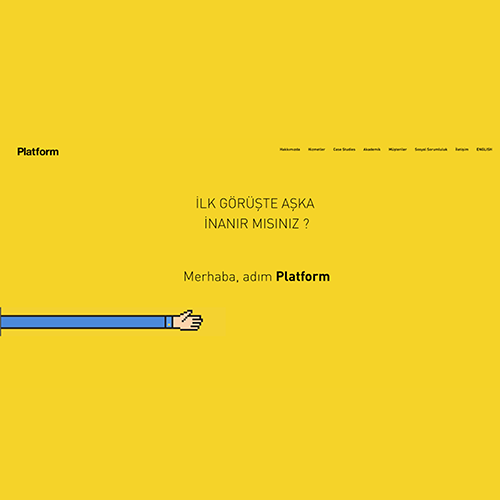 Platform
Hakkımızda Hizmetler Case Studies Akademik Müşteriler Sosyal Sorumluluk İletişim ENGLISH
İLK GÖRÜŞTE AŞKA
İNANIR MISINIZ ?
Merhaba, adım Platform